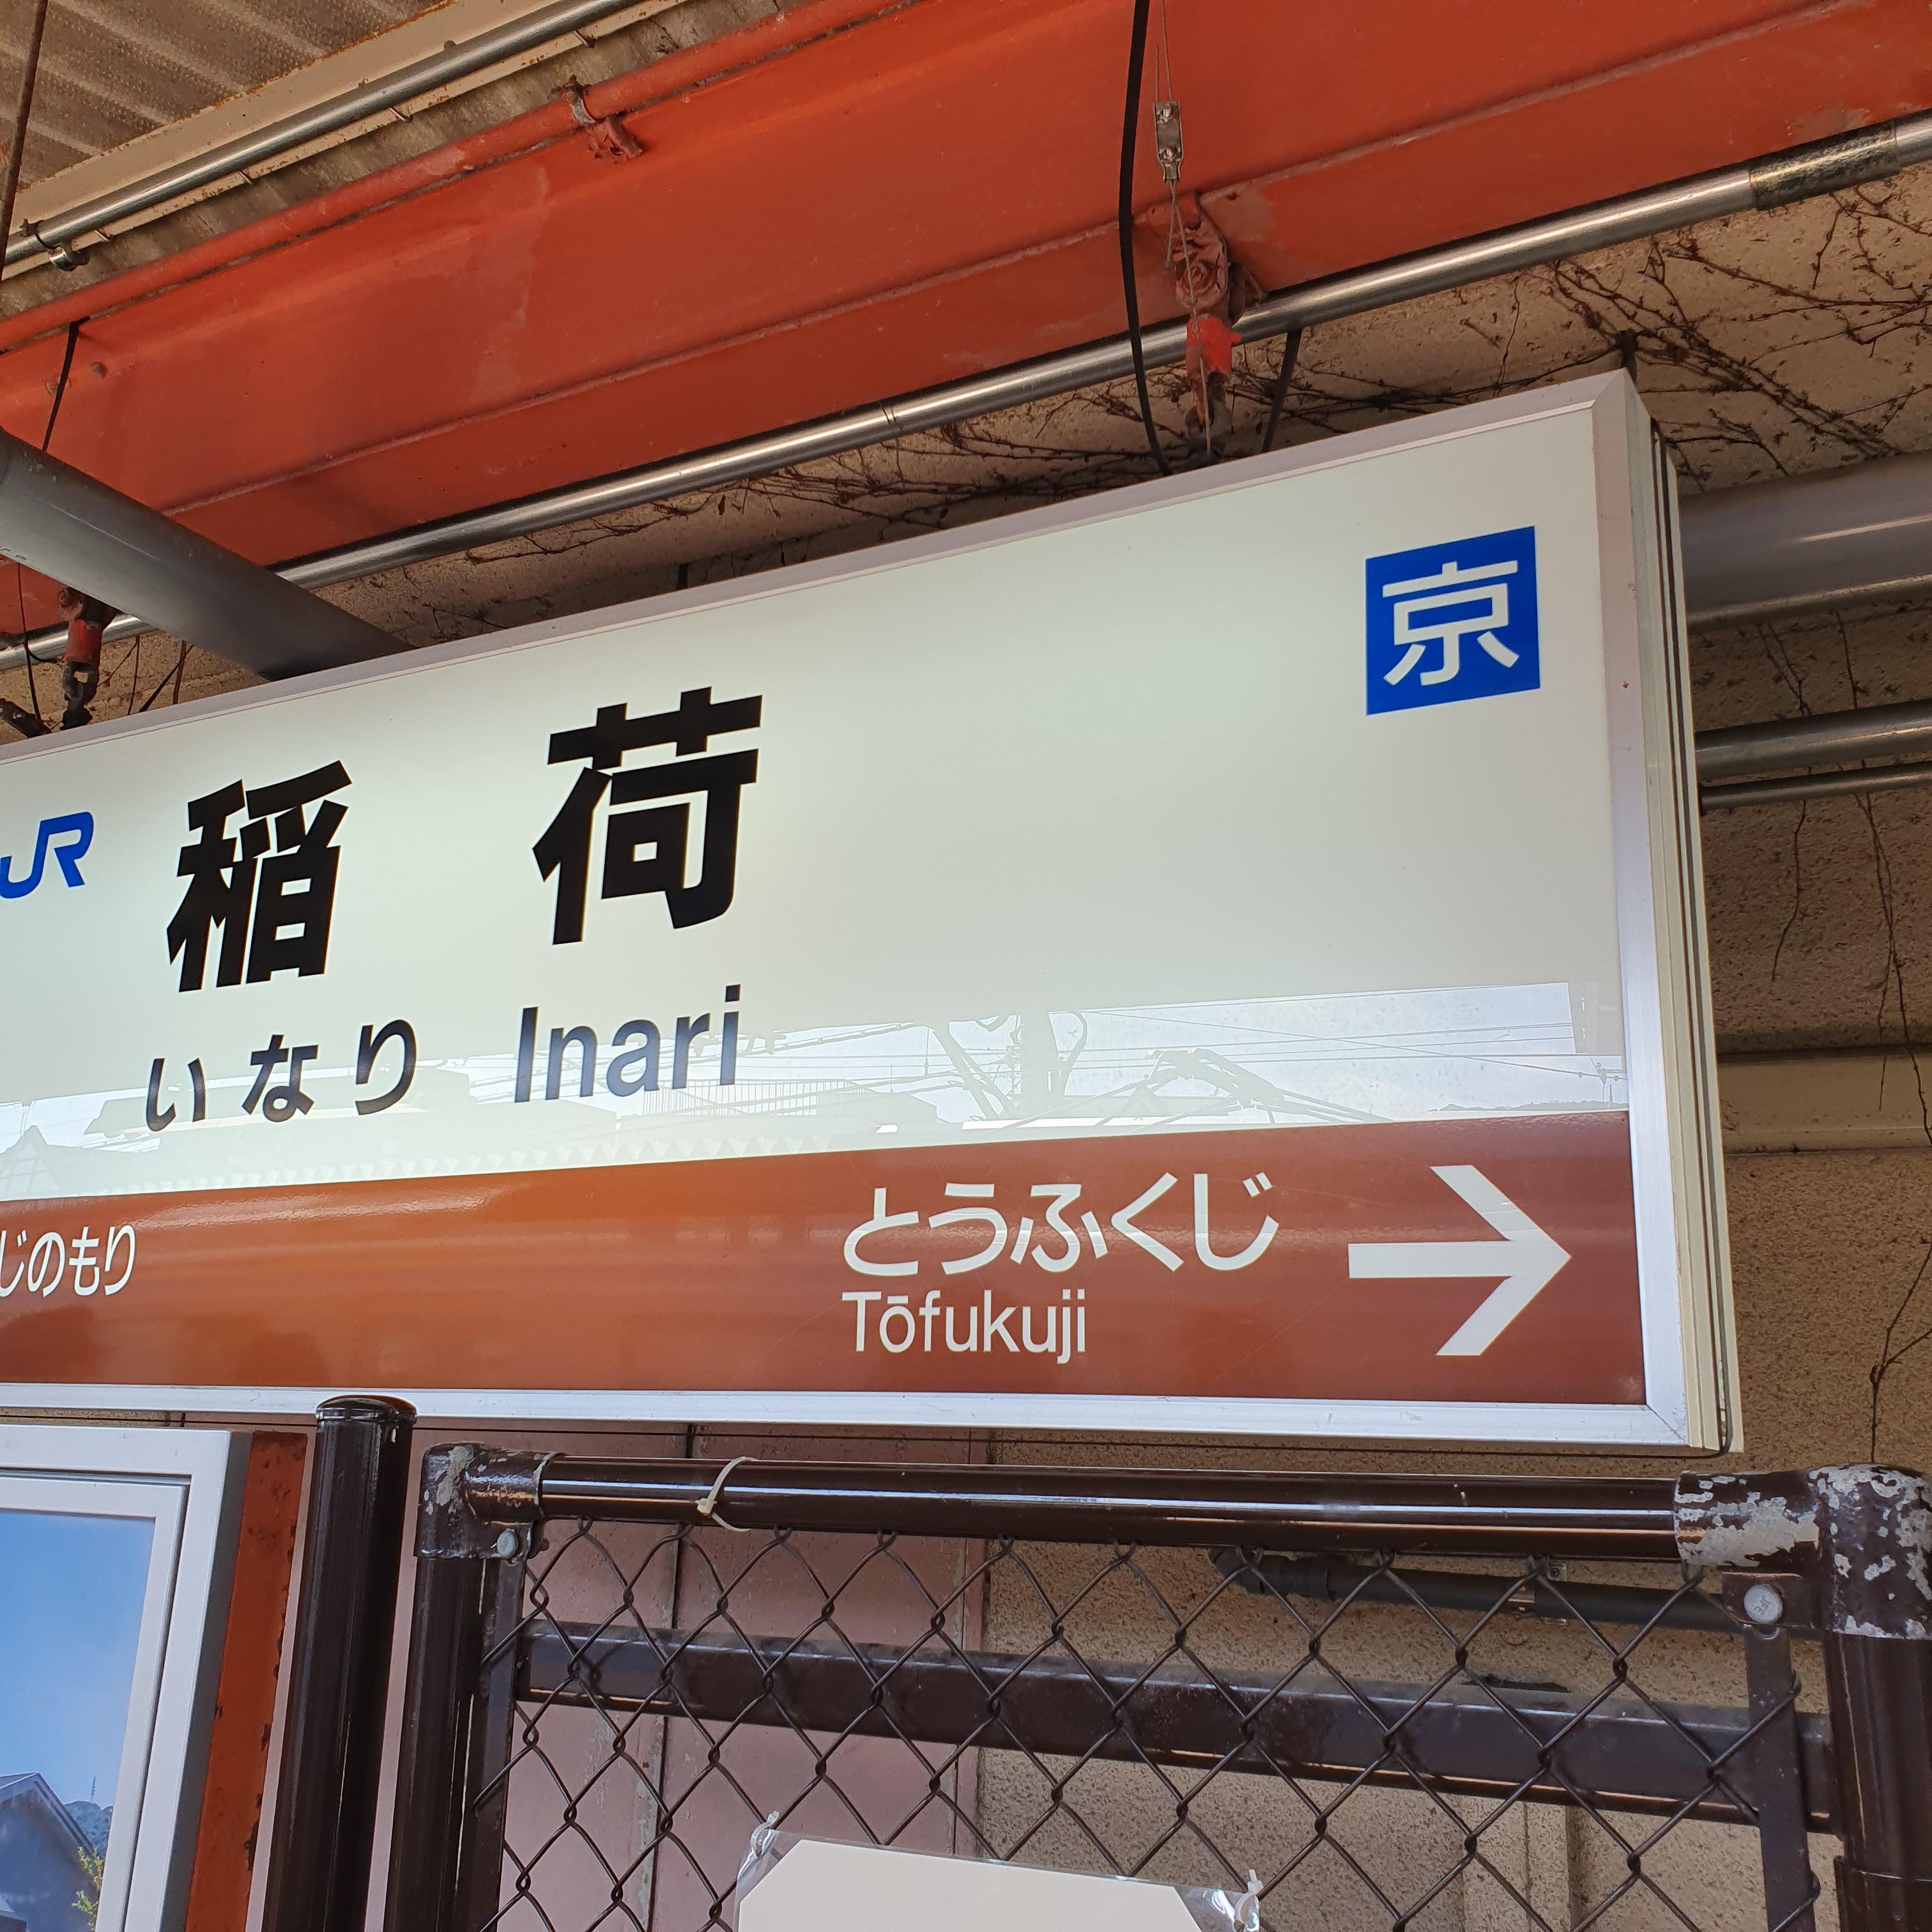 京
JR 稲荷
いなり Inari
じのもり
とうふくじ
Tōfukuji